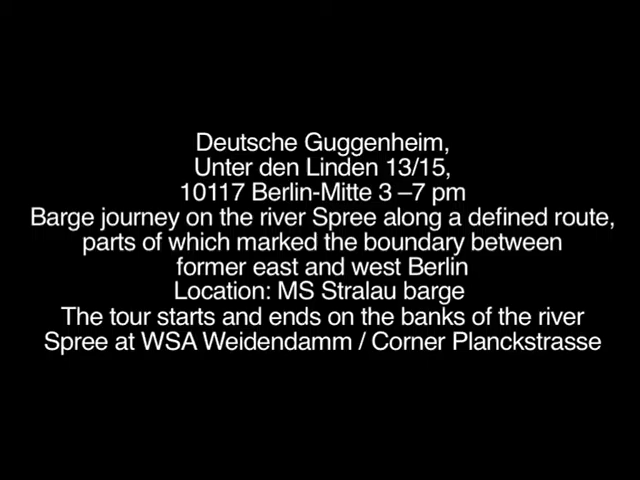 Deutsche Guggenheim,
Unter den Linden 13/15,
10117 Berlin-Mitte 3 –7 pm
Barge journey on the river Spree along a defined route,
parts of which marked the boundary between
former east and west Berlin
Location: MS Stralau barge
The tour starts and ends on the banks of the river
Spree at WSA Weidendamm / Corner Planckstrasse